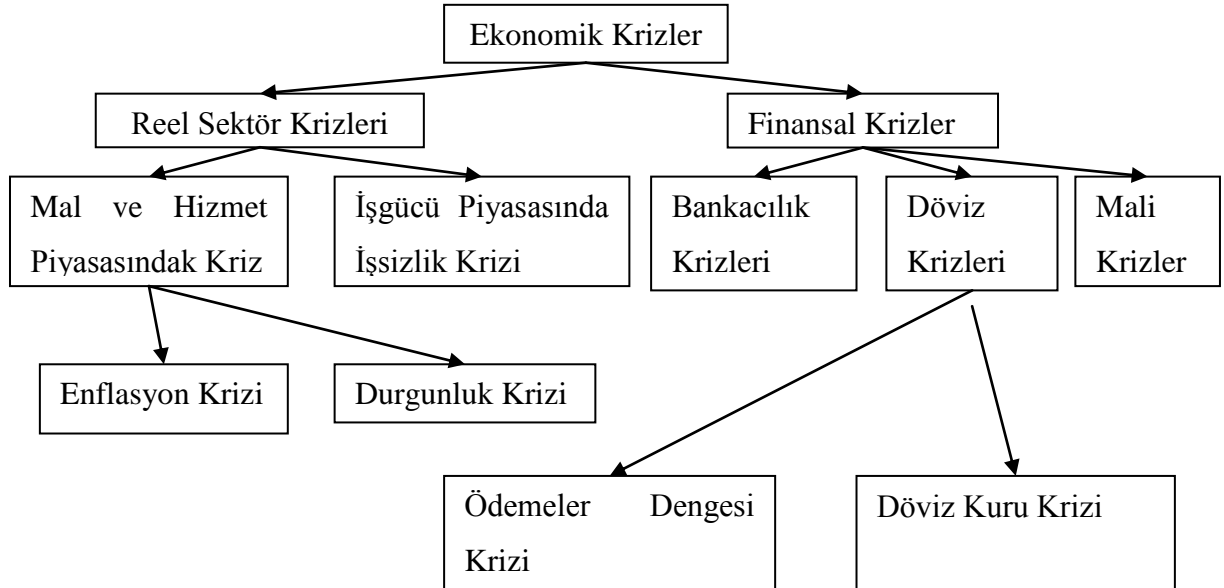 Ekonomik Krizler
Reel Sektör Krizleri
Finansal Krizler
Mal ve Hizmet
Piyasasındak Kriz
İşgücü Piyasasında
İşsizlik Krizi
Bankacılık
Krizleri
Döviz
Krizleri
Mali
Krizler
Enflasyon Krizi
Durgunluk Krizi
Ödemeler Dengesi
Krizi
Döviz Kuru Krizi